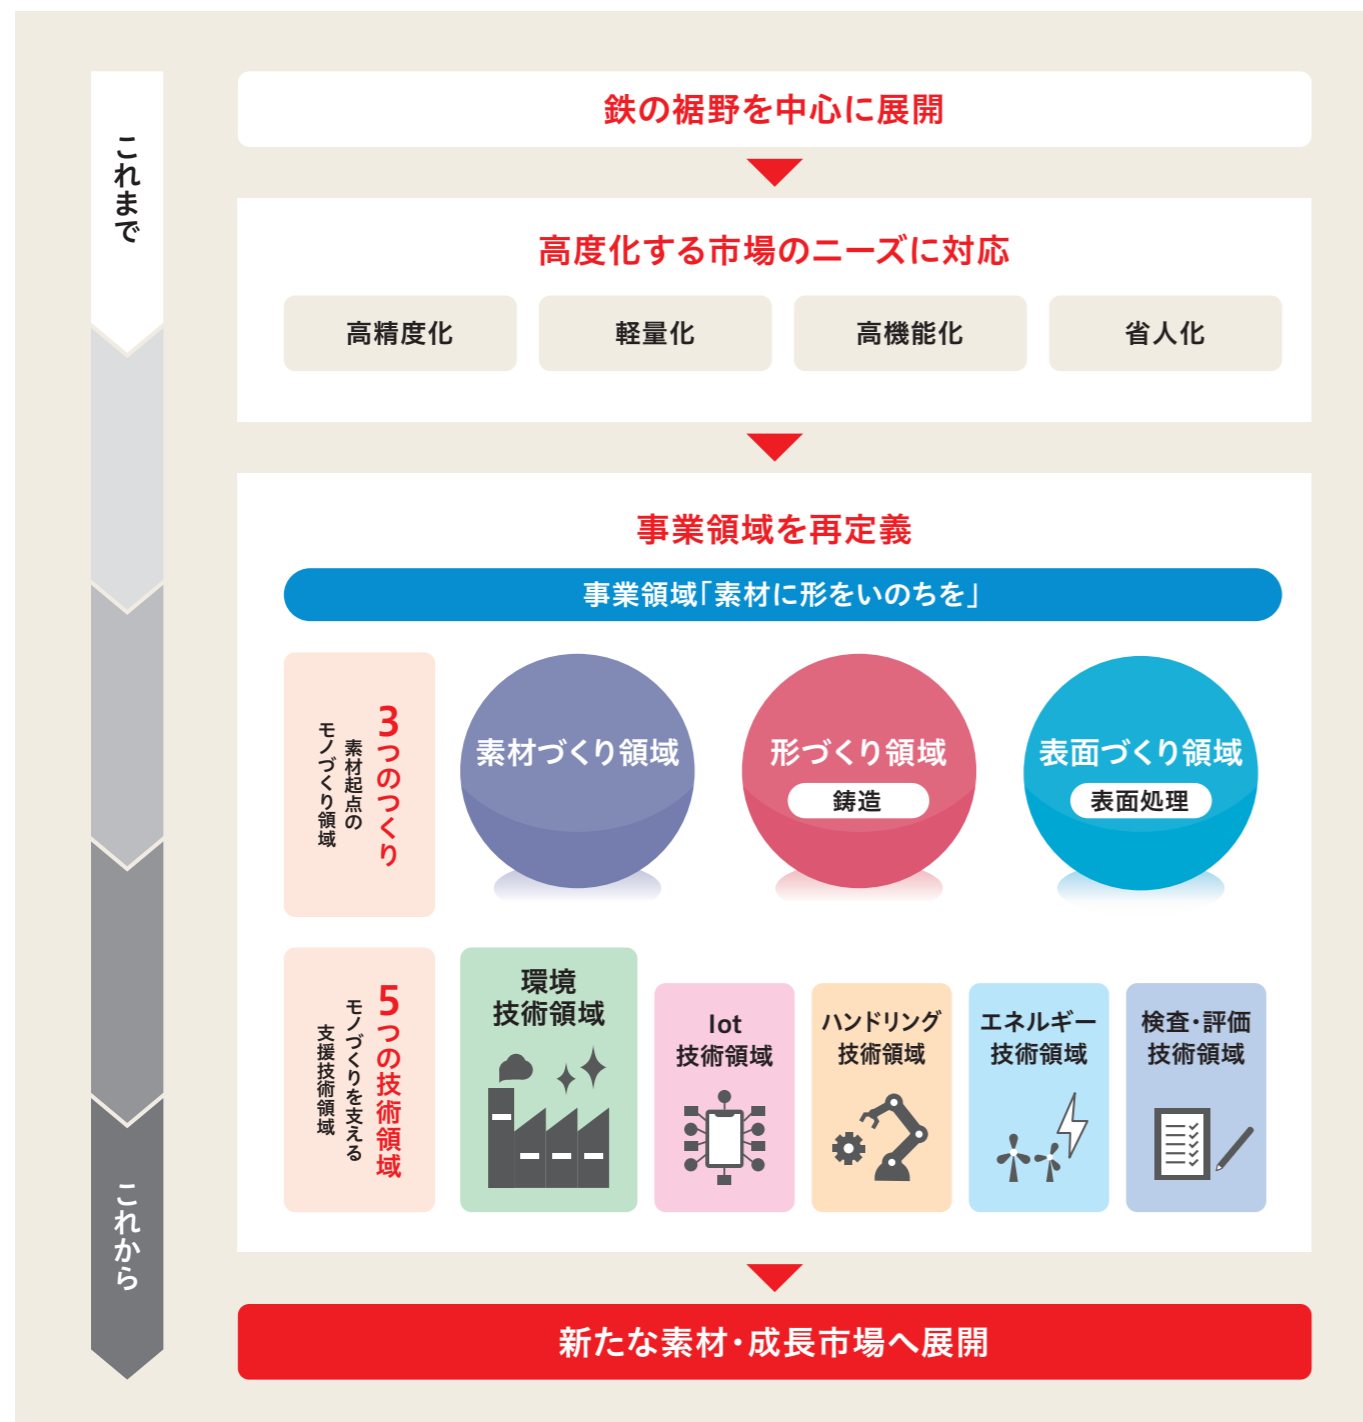 これまで
鉄の裾野を中心に展開
高度化する市場のニーズに対応
高精度化
軽量化
高機能化
省人化
事業領域を再定義
事業領域「素材に形をいのちを」
3つのつくり
素材起点の
モノづくり領域
素材づくり領域
形づくり領域
鋳造
表面づくり領域
表面処理
5つの技術領域
モノづくりを支える
支援技術領域
環境
技術領域
Iot
技術領域
ハンドリング
技術領域
エネルギー
技術領域
検査・評価
技術領域
これから
新たな素材・成長市場へ展開